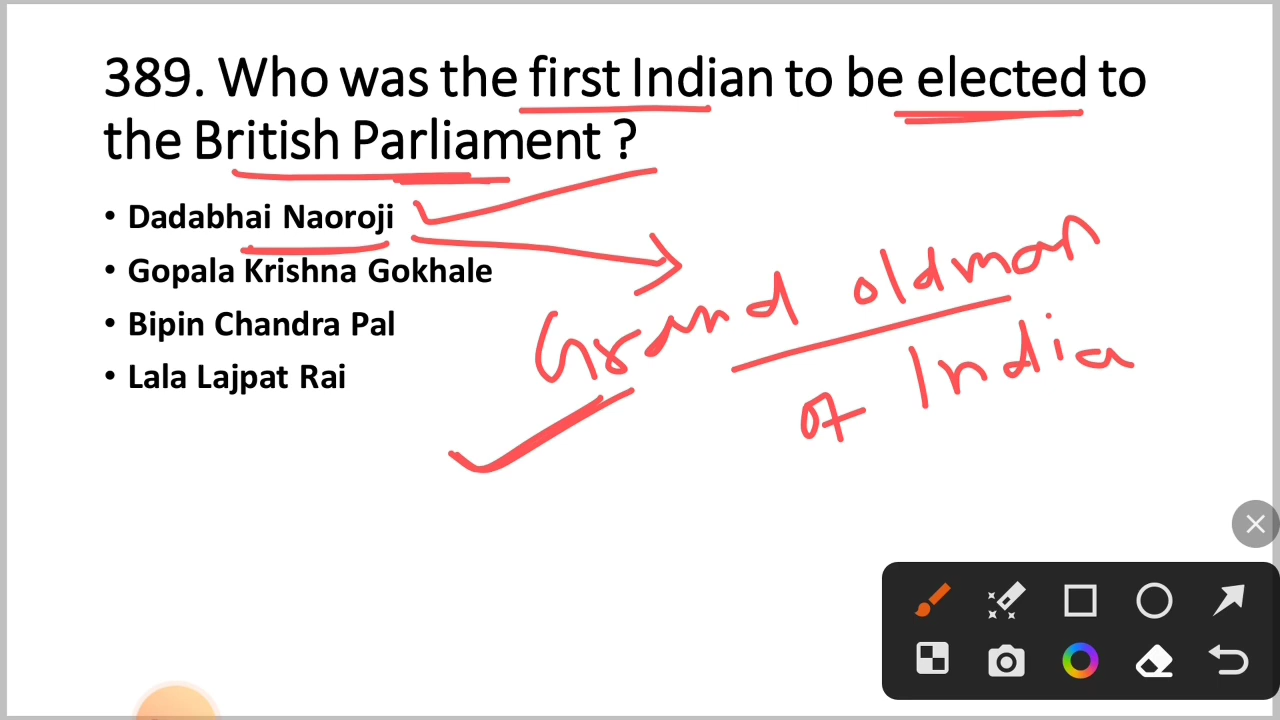 389. Who was the first Indian to be elected to
the British Parliament ?
• Dadabhai Naoroji
• Gopala Krishna Gokhale
• Bipin Chandra Pal
• Lala Lajpat Rai
Grand oldman
of India